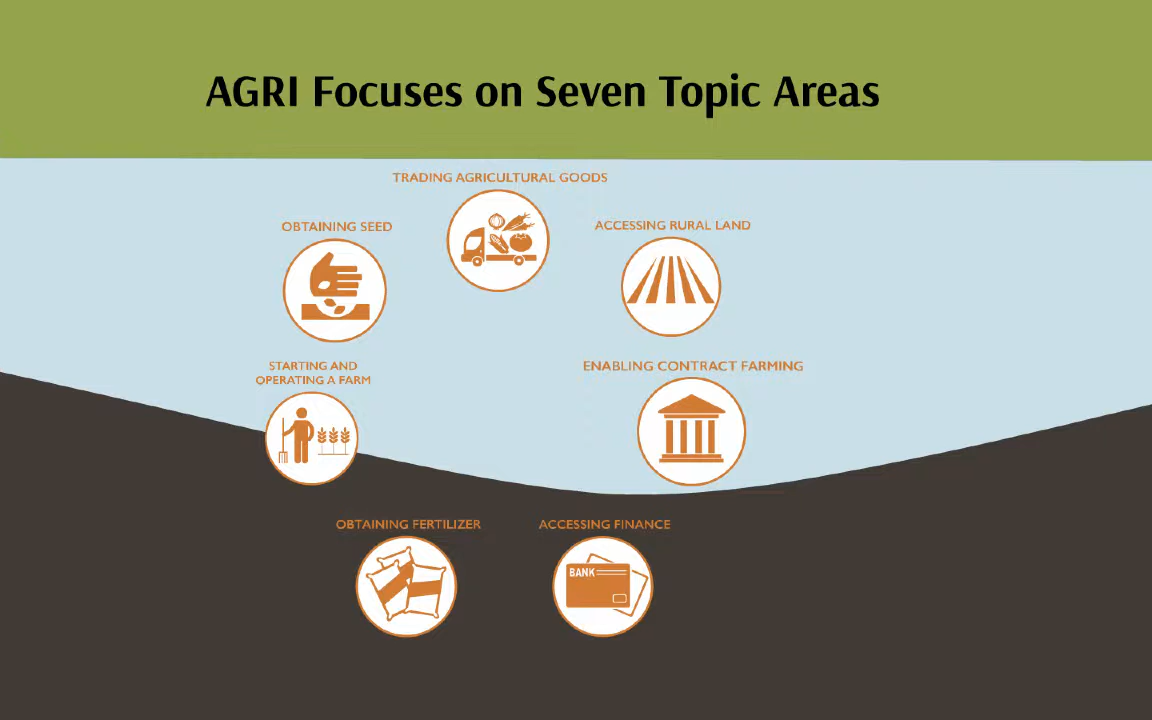 AGRI Focuses on Seven Topic Areas
TRADING AGRICULTURAL GOODS
OBTAINING SEED
ACCESSING RURAL LAND
STARTING AND
OPERATING A FARM
ENABLING CONTRACT FARMING
OBTAINING FERTILIZER
ACCESSING FINANCE
BANK